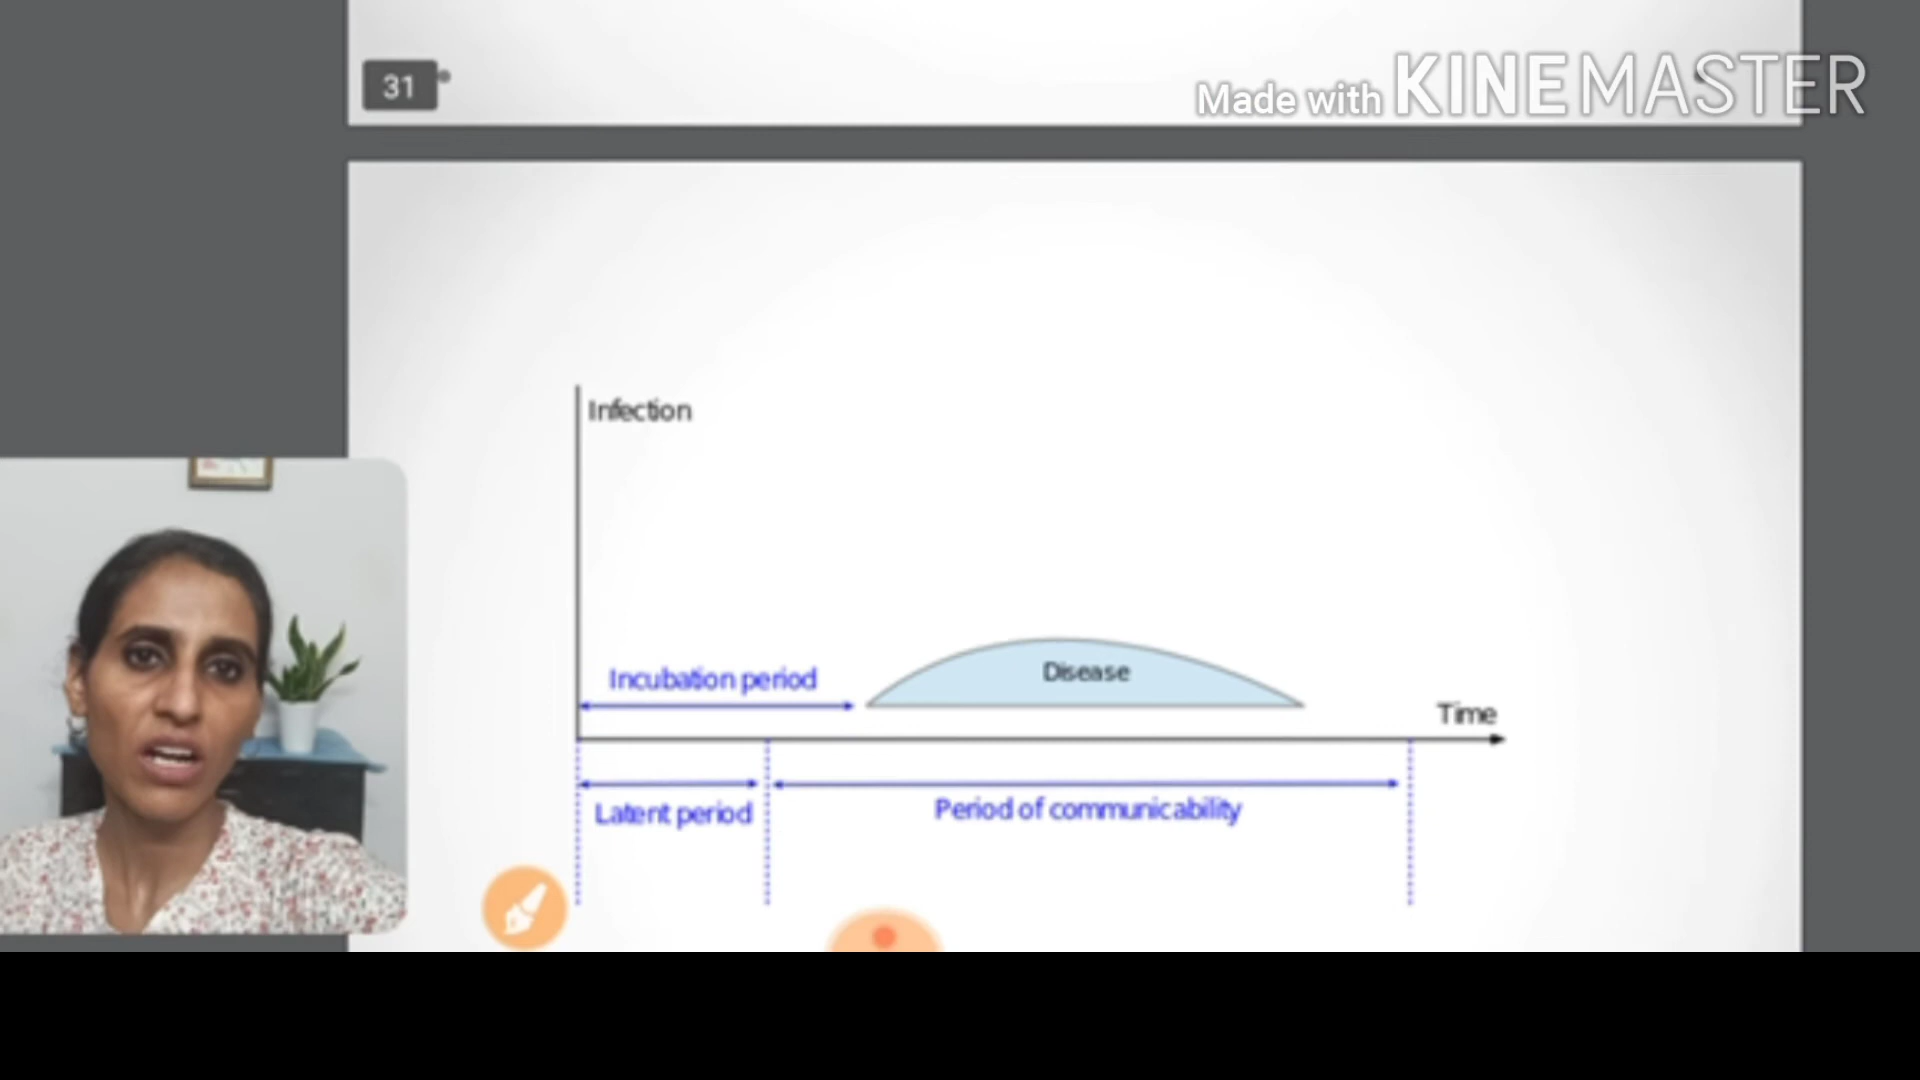 31
Made with KINEMASTER
Infection
Incubation period
Disease
Time
Latent period
Period of communicability